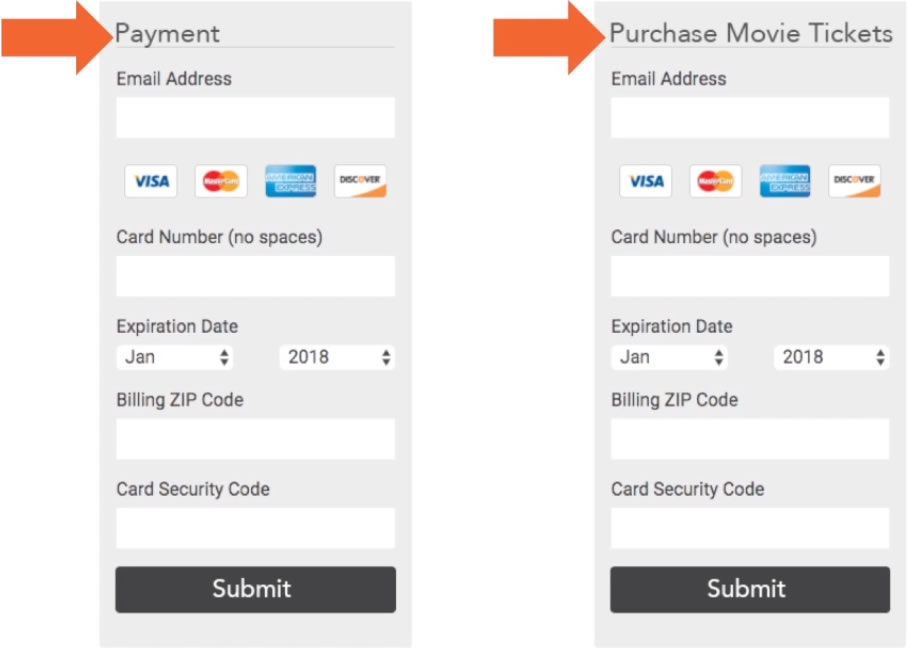 Payment
Email Address
VISA MasterCard AMERICAN EXPRESS DISCOVER
Card Number (no spaces)
Expiration Date
Jan 2018
Billing ZIP Code
Card Security Code
Submit
Purchase Movie Tickets
Email Address
VISA MasterCard AMERICAN EXPRESS DISCOVER
Card Number (no spaces)
Expiration Date
Jan 2018
Billing ZIP Code
Card Security Code
Submit